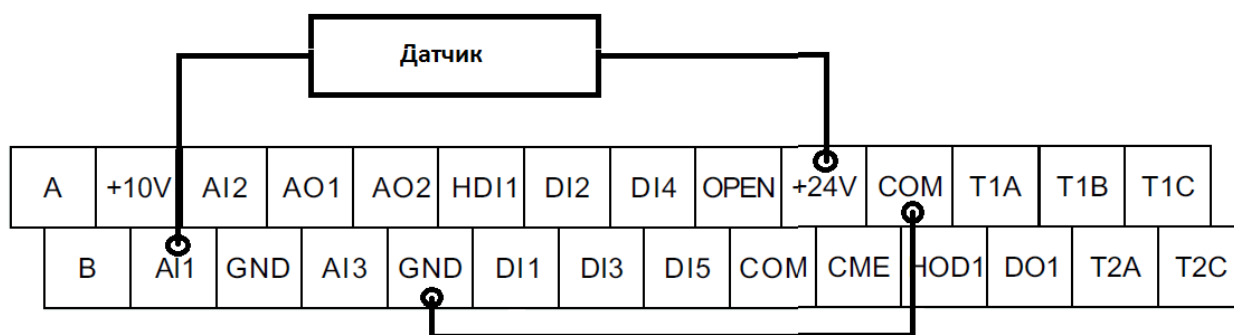 Датчик
A +10V AI2 AO1 AO2 HDI1 DI2 DI4 OPEN +24V COM T1A T1B T1C
B AI1 GND AI3 GND DI1 DI3 DI5 COM CME HOD1 DO1 T2A T2C